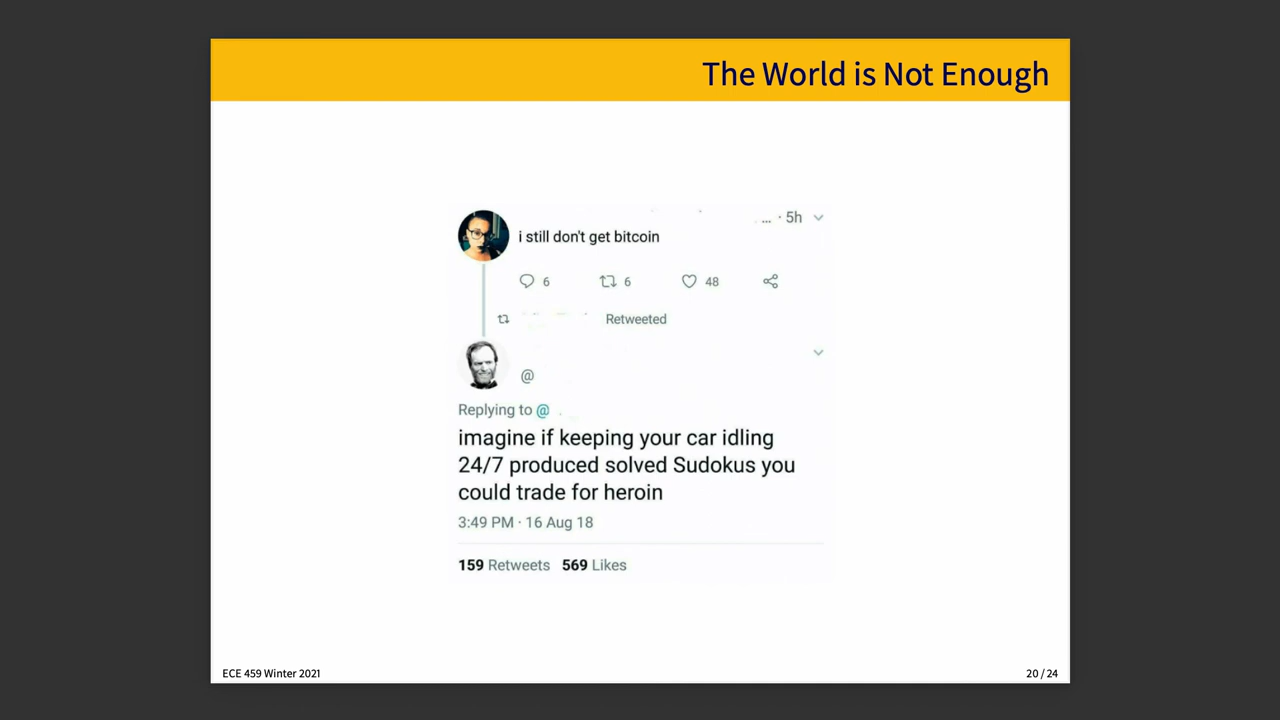 The World is Not Enough
... · 5h
i still don't get bitcoin
6 6 48
Retweeted
@
Replying to @
imagine if keeping your car idling
24/7 produced solved Sudokus you
could trade for heroin
3:49 PM · 16 Aug 18
159 Retweets 569 Likes
ECE 459 Winter 2021
20 / 24